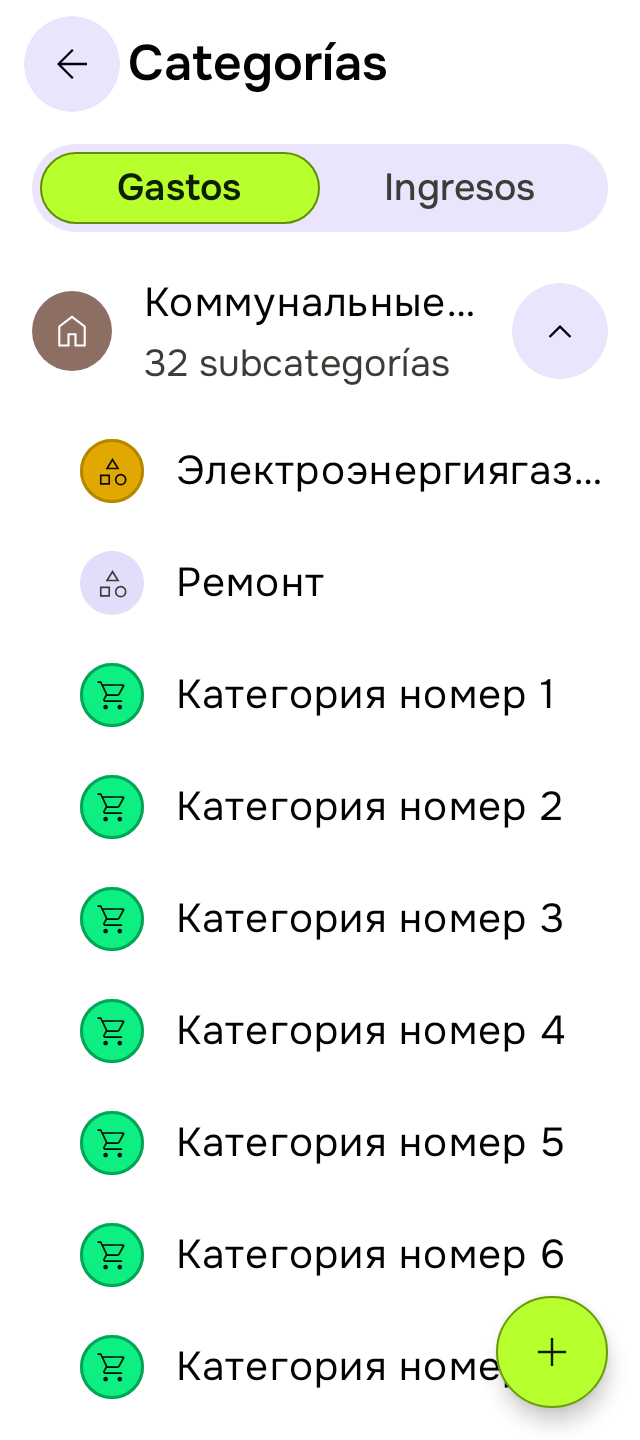 Categorías
Gastos
Ingresos
Коммунальные...
32 subcategorías
Электроэнергиягаз...
Ремонт
Категория номер 1
Категория номер 2
Категория номер 3
Категория номер 4
Категория номер 5
Категория номер 6
Категория